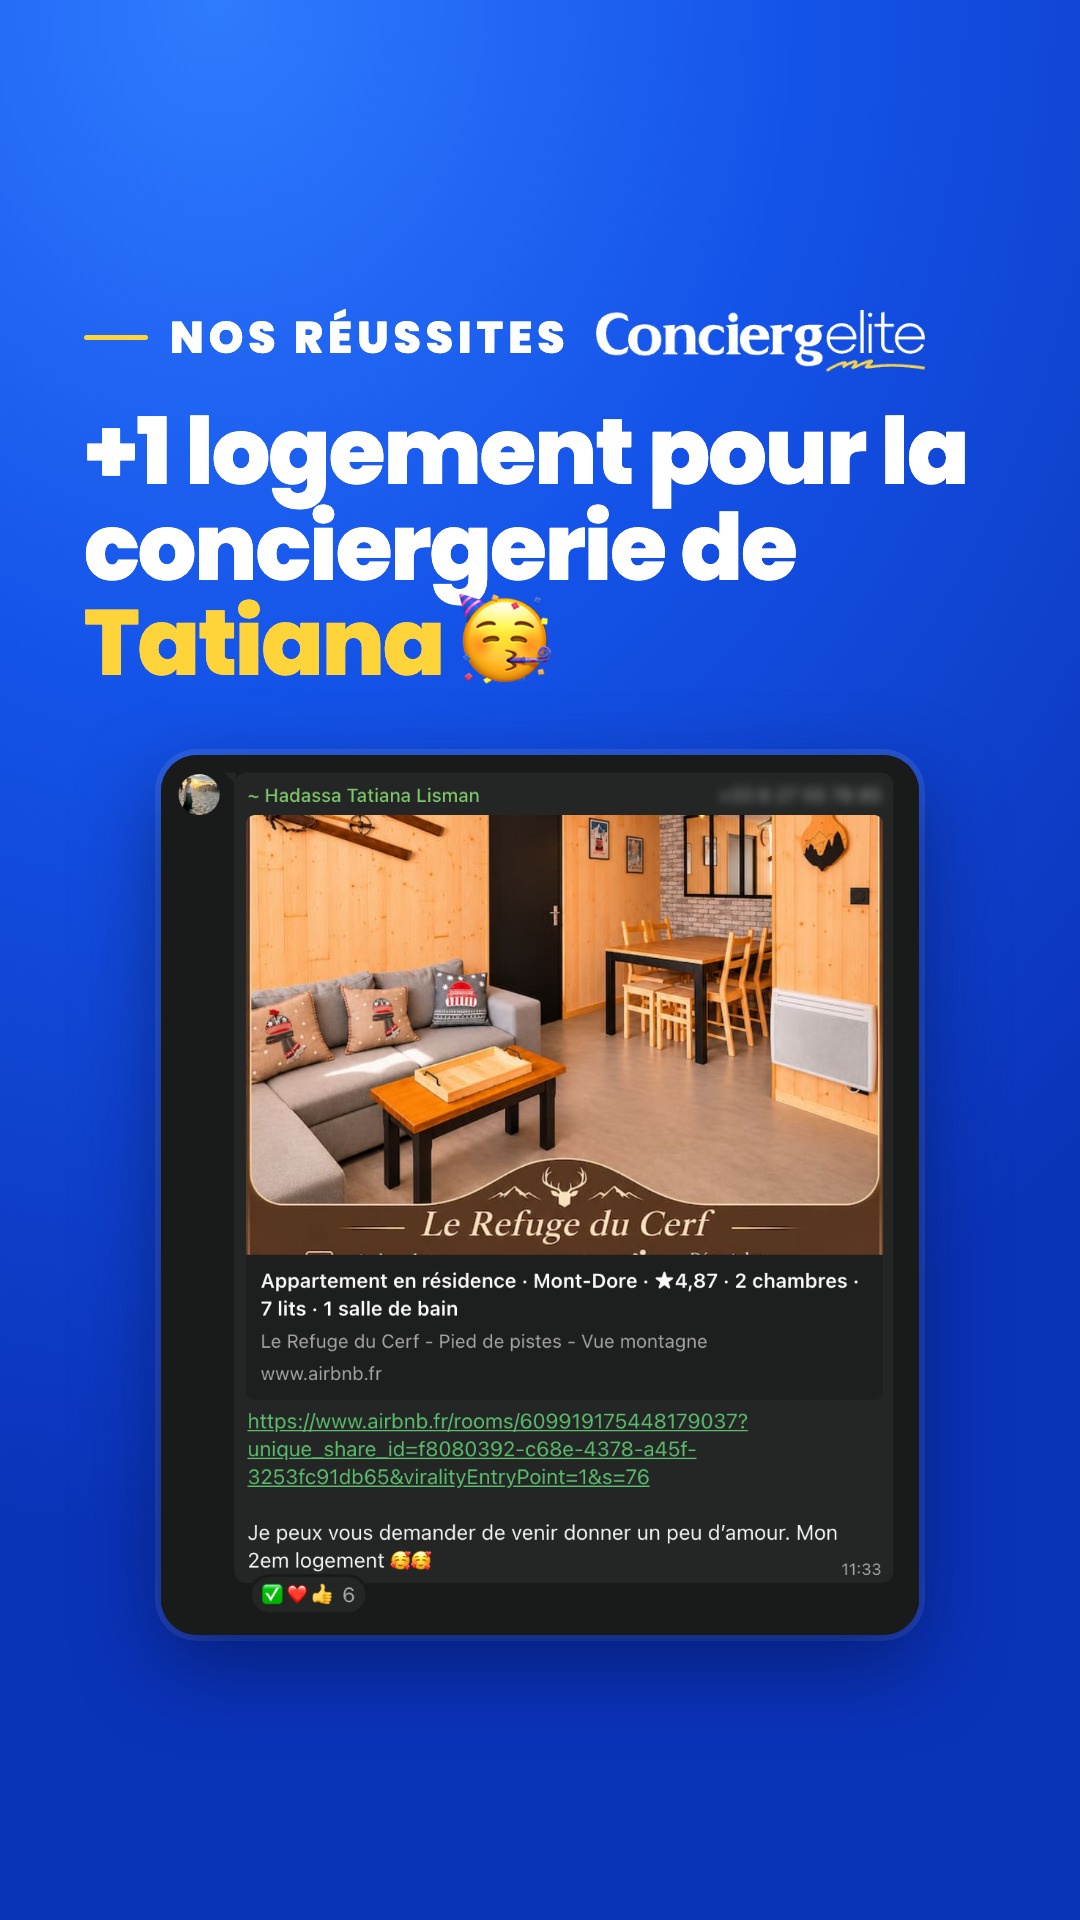 NOS RÉUSSITES Conciergelite
+1 logement pour la
conciergerie de
Tatiana 🥳
~ Hadassa Tatiana Lisman
Le Refuge du Cerf
Appartement en résidence · Mont-Dore · ★4,87 · 2 chambres ·
7 lits · 1 salle de bain
Le Refuge du Cerf - Pied de pistes - Vue montagne
www.airbnb.fr
https://www.airbnb.fr/rooms/609919175448179037?
unique_share_id=f8080392-c68e-4378-a45f-
3253fc91db65&viralityEntryPoint=1&s=76
Je peux vous demander de venir donner un peu d’amour. Mon
2em logement 🥰🥰
11:33
✅❤️👍 6